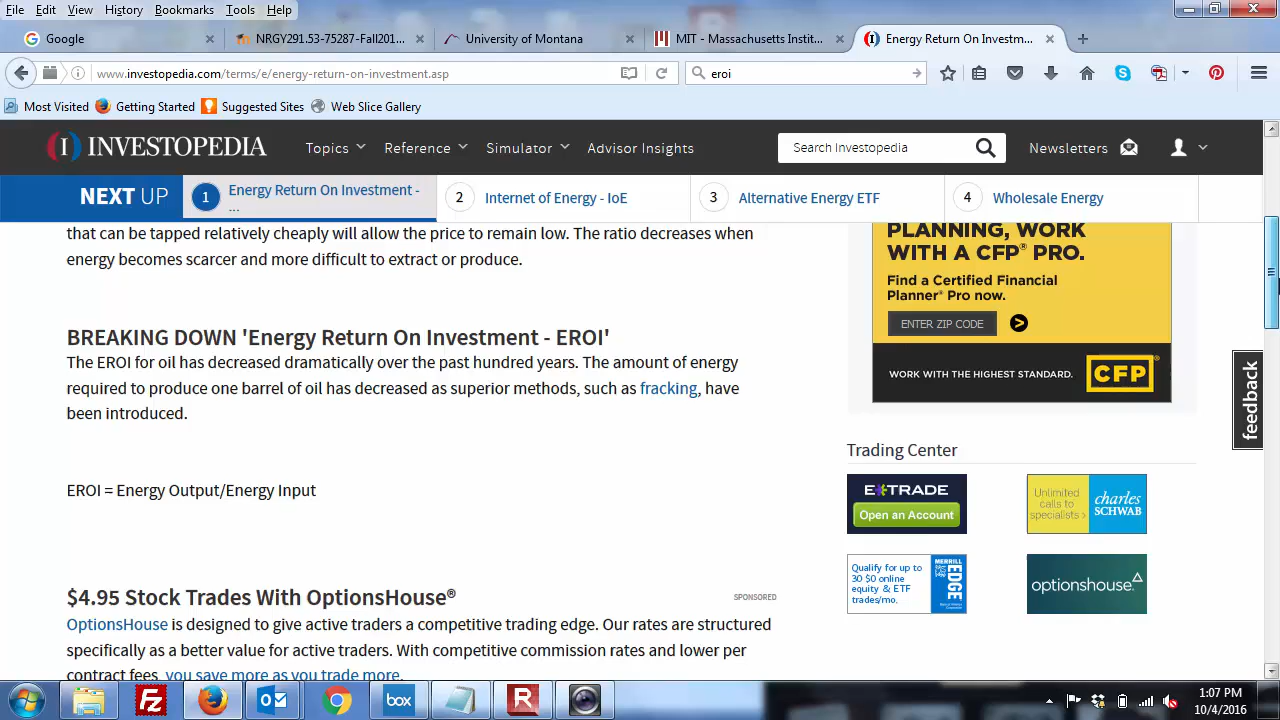 File Edit View History Bookmarks Tools Help
Google
NRGY291.53-75287-Fall201...
University of Montana
MIT - Massachusetts Instit...
Energy Return On Investm...
www.investopedia.com/terms/e/energy-return-on-investment.asp
eroi
Most Visited Getting Started Suggested Sites Web Slice Gallery
INVESTOPEDIA Topics Reference Simulator Advisor Insights
Search Investopedia
Newsletters
NEXT UP
1 Energy Return On Investment -
...
2 Internet of Energy - IoE
3 Alternative Energy ETF
4 Wholesale Energy
that can be tapped relatively cheaply will allow the price to remain low. The ratio decreases when
energy becomes scarcer and more difficult to extract or produce.
BREAKING DOWN 'Energy Return On Investment - EROI'
The EROI for oil has decreased dramatically over the past hundred years. The amount of energy
required to produce one barrel of oil has decreased as superior methods, such as fracking, have
been introduced.
EROI = Energy Output/Energy Input
$4.95 Stock Trades With OptionsHouse®
SPONSORED
OptionsHouse is designed to give active traders a competitive trading edge. Our rates are structured
specifically as a better value for active traders. With competitive commission rates and lower per
contract fees, you save more as you trade more.
PLANNING, WORK
WITH A CFP® PRO.
Find a Certified Financial
Planner® Pro now.
ENTER ZIP CODE
WORK WITH THE HIGHEST STANDARD.
CFP®
feedback
Trading Center
E*TRADE
Open an Account
Unlimited
calls to
specialists ›
charles
SCHWAB
Qualify for up to
30 $0 online
equity & ETF
trades/mo.
MERRILL
EDGE
optionshouse.
box
R
1:07 PM
10/4/2016